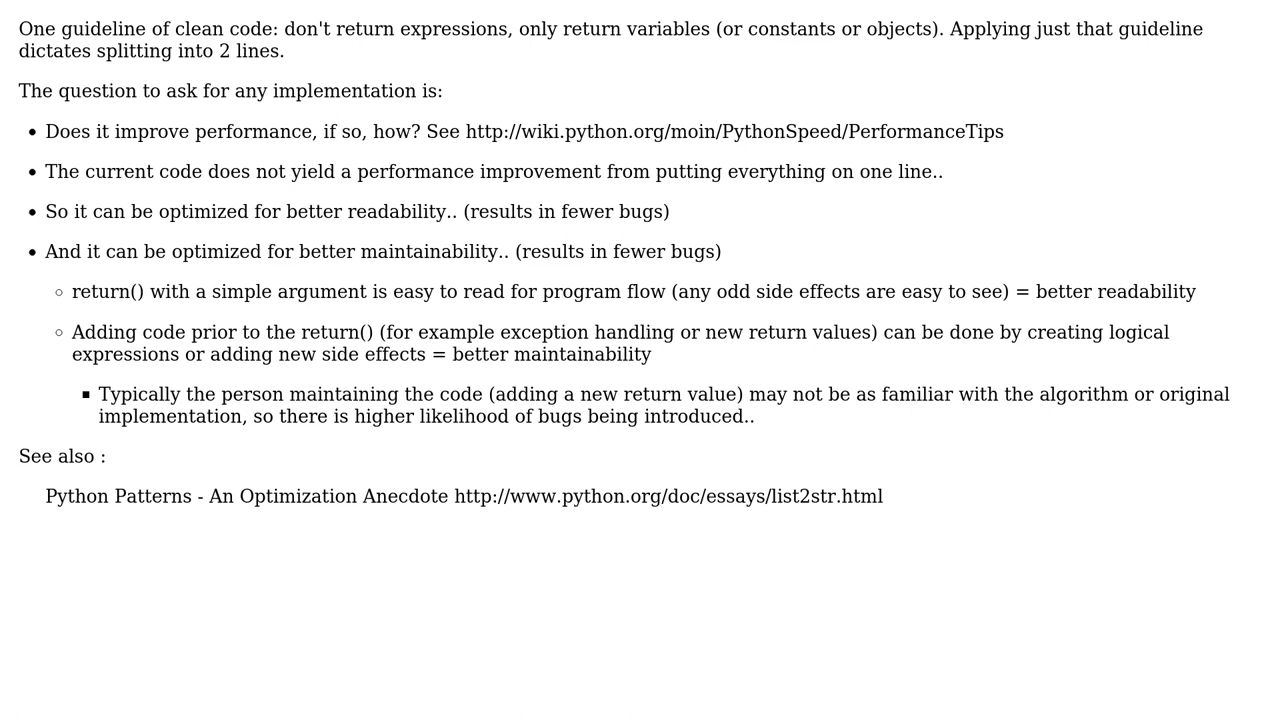 One guideline of clean code: don't return expressions, only return variables (or constants or objects). Applying just that guideline
dictates splitting into 2 lines.
The question to ask for any implementation is:
Does it improve performance, if so, how? See http://wiki.python.org/moin/PythonSpeed/PerformanceTips
The current code does not yield a performance improvement from putting everything on one line..
So it can be optimized for better readability.. (results in fewer bugs)
And it can be optimized for better maintainability.. (results in fewer bugs)
return() with a simple argument is easy to read for program flow (any odd side effects are easy to see) = better readability
Adding code prior to the return() (for example exception handling or new return values) can be done by creating logical
expressions or adding new side effects = better maintainability
Typically the person maintaining the code (adding a new return value) may not be as familiar with the algorithm or original
implementation, so there is higher likelihood of bugs being introduced..
See also :
Python Patterns - An Optimization Anecdote http://www.python.org/doc/essays/list2str.html